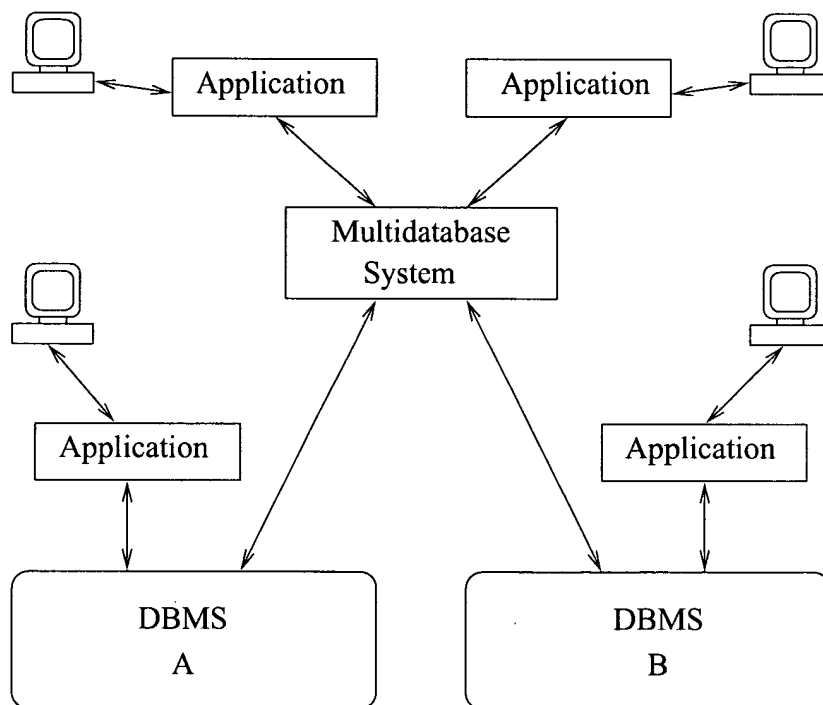 Application
Application
Multidatabase
System
Application
Application
DBMS
A
DBMS
B